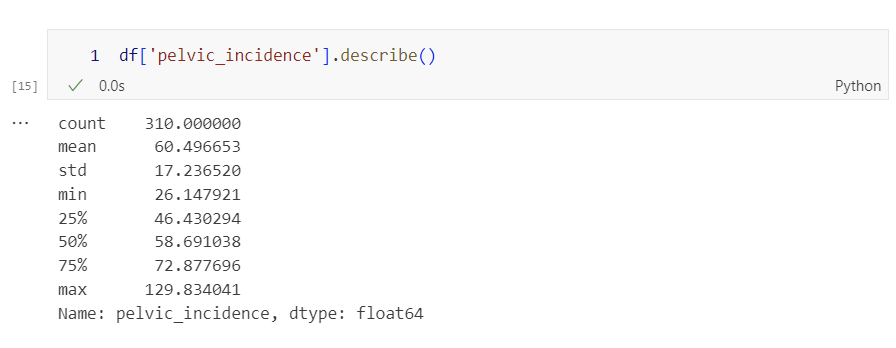 1 df['pelvic_incidence'].describe()
[15] ✓ 0.0s Python
... count 310.000000
mean 60.496653
std 17.236520
min 26.147921
25% 46.430294
50% 58.691038
75% 72.877696
max 129.834041
Name: pelvic_incidence, dtype: float64